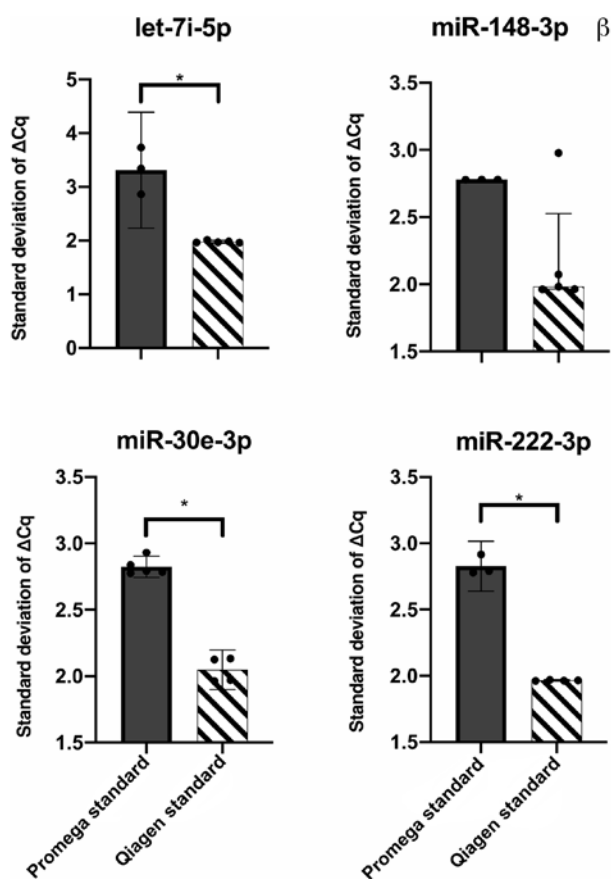 let-7i-5p
*
Standard deviation of ΔCq
5
4
3
2
1
0
miR-148-3p β
Standard deviation of ΔCq
3.5
3.0
2.5
2.0
1.5
miR-30e-3p
*
Standard deviation of ΔCq
3.5
3.0
2.5
2.0
1.5
Promega standard
Qiagen standard
miR-222-3p
*
Standard deviation of ΔCq
3.5
3.0
2.5
2.0
1.5
Promega standard
Qiagen standard